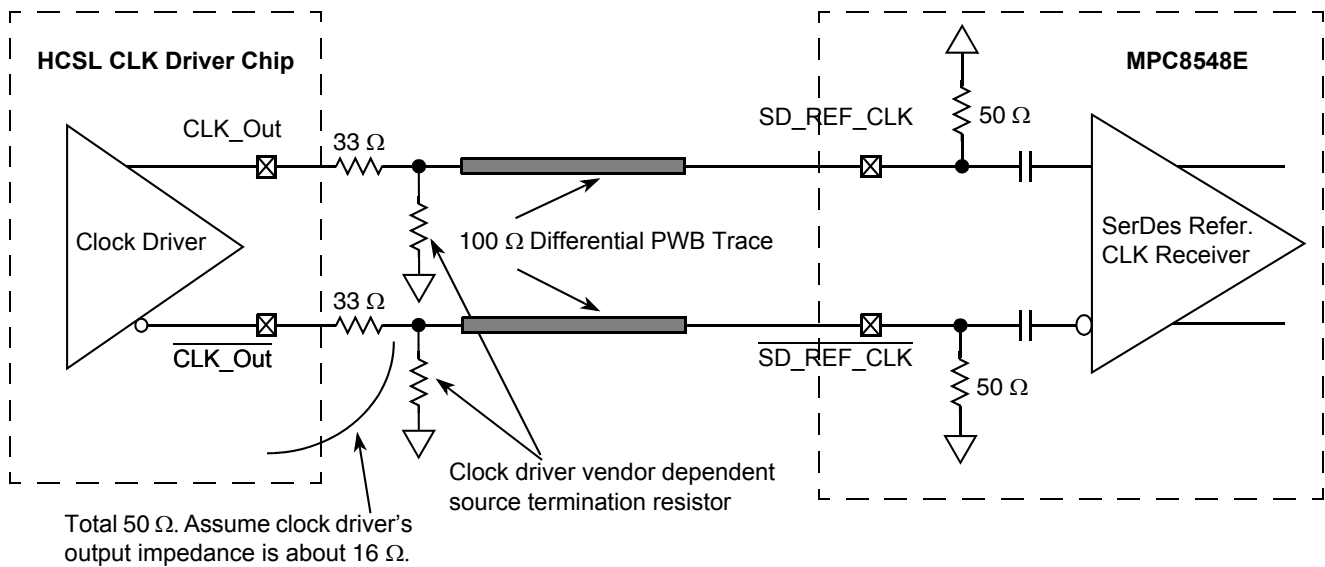 HCSL CLK Driver Chip
MPC8548E
CLK_Out
SD_REF_CLK
50 Ω
33 Ω
Clock Driver
100 Ω Differential PWB Trace
SerDes Refer.
CLK Receiver
33 Ω
CLK_Out
SD_REF_CLK
50 Ω
Clock driver vendor dependent
source termination resistor
Total 50 Ω. Assume clock driver's
output impedance is about 16 Ω.